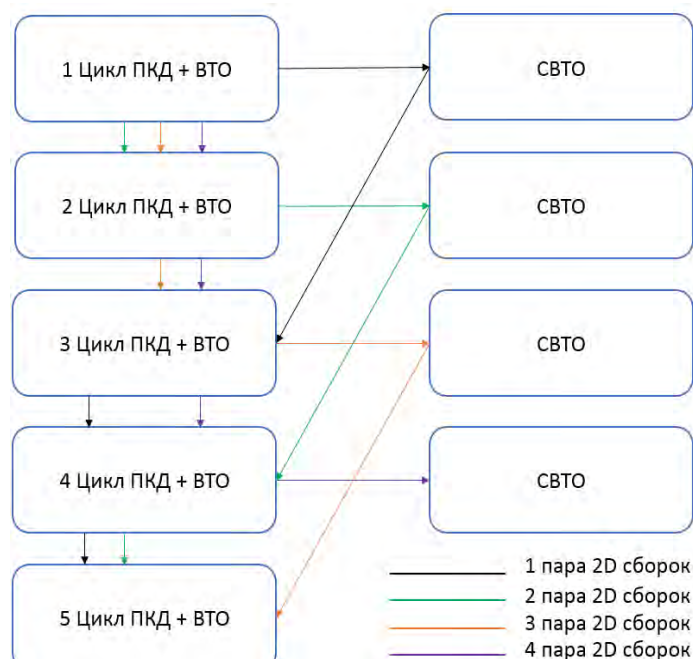 1 Цикл ПКД + ВТО
СВТО
2 Цикл ПКД + ВТО
СВТО
3 Цикл ПКД + ВТО
СВТО
4 Цикл ПКД + ВТО
СВТО
5 Цикл ПКД + ВТО
1 пара 2D сборок
2 пара 2D сборок
3 пара 2D сборок
4 пара 2D сборок